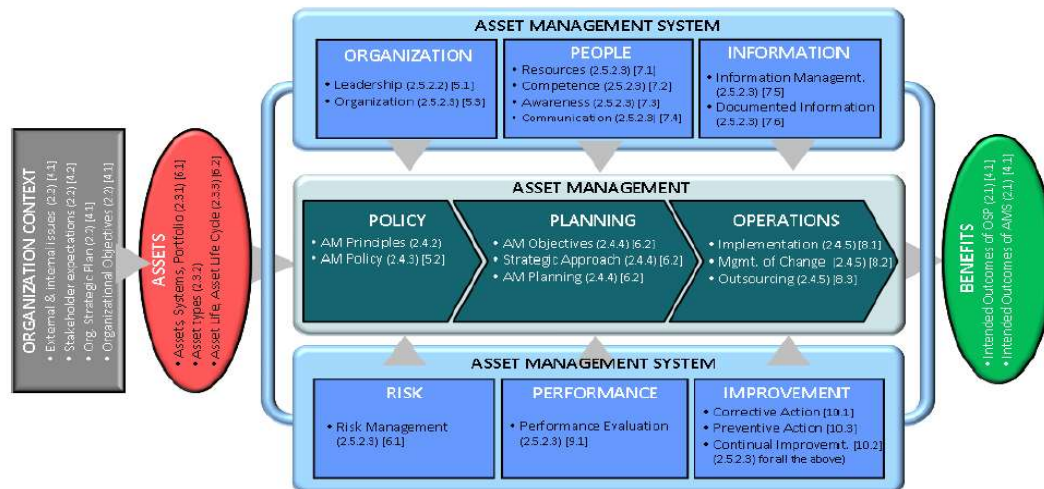 ORGANIZATION CONTEXT
• External & internal issues (2.2) [4.1]
• Stakeholder expectations (2.2) [4.2]
• Org. Strategic Plan (2.2) [4.1]
• Organizational Objectives (2.2) [4.1]
ASSETS
• Assets, Systems, Portfolio (2.3.1) [6.1]
• Asset types (2.3.2)
• Asset Life, Asset Life Cycle (2.3.3) [6.2]
ASSET MANAGEMENT SYSTEM
ORGANIZATION
• Leadership (2.5.2.2) [5.1]
• Organization (2.5.2.3) [5.3]
PEOPLE
• Resources (2.5.2.3) [7.1]
• Competence (2.5.2.3) [7.2]
• Awareness (2.5.2.3) [7.3]
• Communication (2.5.2.3) [7.4]
INFORMATION
• Information Managemt.
(2.5.2.3) [7.5]
• Documented Information
(2.5.2.3) [7.6]
ASSET MANAGEMENT
POLICY
• AM Principles (2.4.2)
• AM Policy (2.4.3) [5.2]
PLANNING
• AM Objectives (2.4.4) [6.2]
• Strategic Approach (2.4.4) [6.2]
• AM Planning (2.4.4) [6.2]
OPERATIONS
• Implementation (2.4.5) [8.1]
• Mgmt. of Change (2.4.5) [8.2]
• Outsourcing (2.4.5) [8.3]
ASSET MANAGEMENT SYSTEM
RISK
• Risk Management
(2.5.2.3) [6.1]
PERFORMANCE
• Performance Evaluation
(2.5.2.3) [9.1]
IMPROVEMENT
• Corrective Action [10.1]
• Preventive Action [10.3]
• Continual Improvemt. [10.2]
(2.5.2.3) for all the above)
BENEFITS
• Intended Outcomes of OSP (2.1) [4.1]
• Intended Outcomes of AMS (2.1) [4.1]